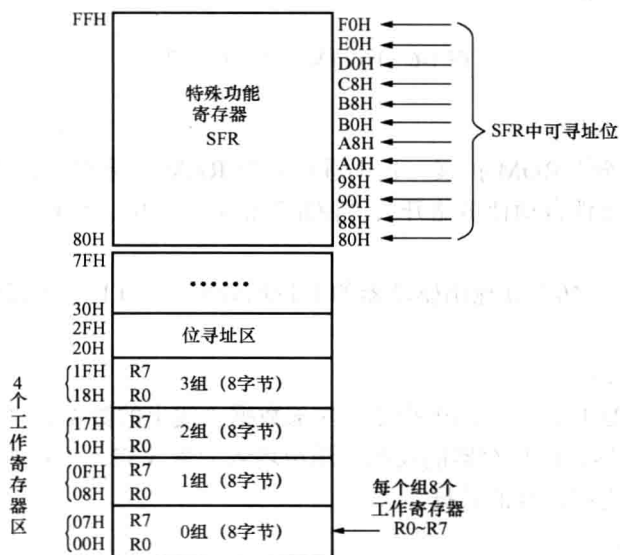 FFH
特殊功能
寄存器
SFR
80H
F0H
E0H
D0H
C8H
B8H
B0H
A8H
A0H
98H
90H
88H
80H
SFR中可寻址位
7FH
……
30H
2FH
位寻址区
20H
4个工作寄存器区
1FH R7
3组（8字节）
18H R0
17H R7
2组（8字节）
10H R0
0FH R7
1组（8字节）
08H R0
07H R7
0组（8字节）
00H R0
每个组8个
工作寄存器
R0~R7